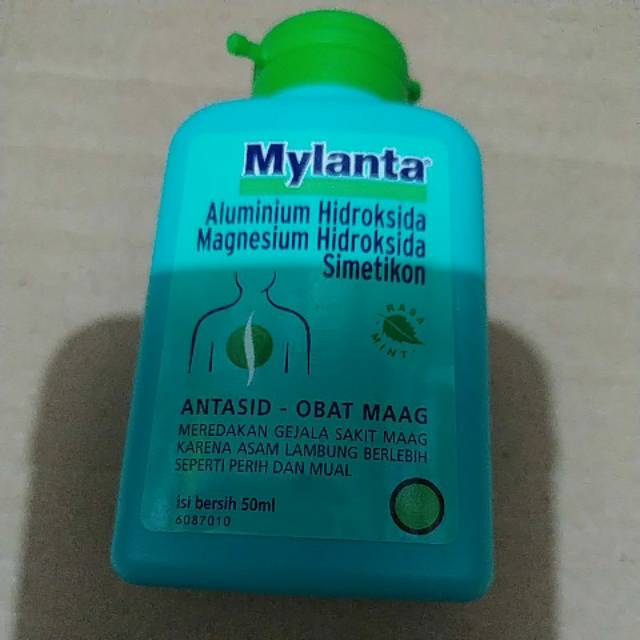 Mylanta®
Aluminium Hidroksida
Magnesium Hidroksida
Simetikon
RASA
MINT
ANTASID - OBAT MAAG
MEREDAKAN GEJALA SAKIT MAAG
KARENA ASAM LAMBUNG BERLEBIH
SEPERTI PERIH DAN MUAL
isi bersih 50ml
6087010